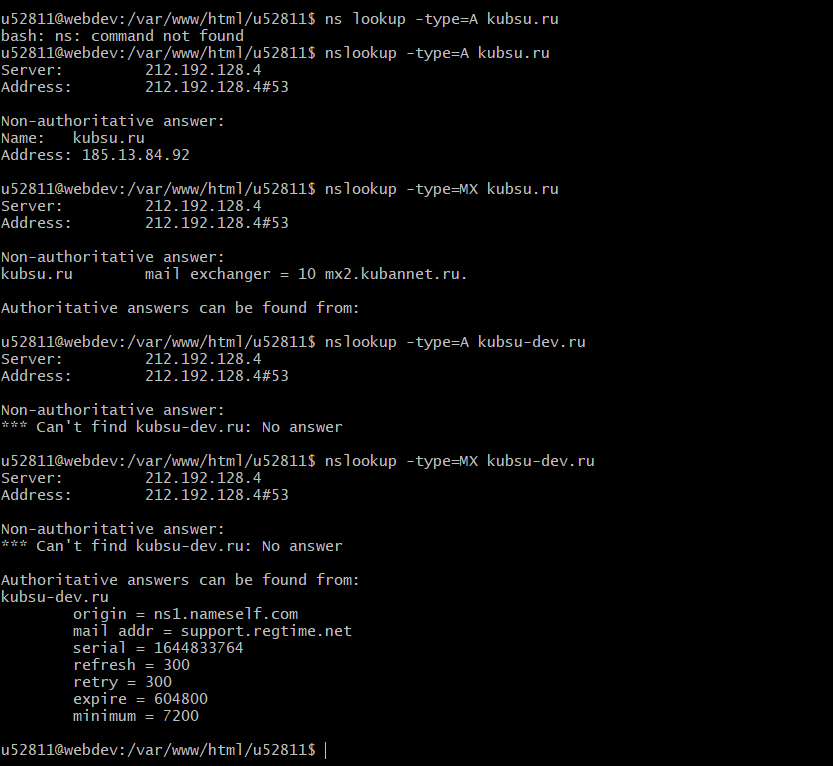 u52811@webdev:/var/www/html/u52811$ ns lookup -type=A kubsu.ru
bash: ns: command not found
u52811@webdev:/var/www/html/u52811$ nslookup -type=A kubsu.ru
Server:         212.192.128.4
Address:        212.192.128.4#53

Non-authoritative answer:
Name:   kubsu.ru
Address: 185.13.84.92

u52811@webdev:/var/www/html/u52811$ nslookup -type=MX kubsu.ru
Server:         212.192.128.4
Address:        212.192.128.4#53

Non-authoritative answer:
kubsu.ru        mail exchanger = 10 mx2.kubannet.ru.

Authoritative answers can be found from:

u52811@webdev:/var/www/html/u52811$ nslookup -type=A kubsu-dev.ru
Server:         212.192.128.4
Address:        212.192.128.4#53

Non-authoritative answer:
*** Can't find kubsu-dev.ru: No answer

u52811@webdev:/var/www/html/u52811$ nslookup -type=MX kubsu-dev.ru
Server:         212.192.128.4
Address:        212.192.128.4#53

Non-authoritative answer:
*** Can't find kubsu-dev.ru: No answer

Authoritative answers can be found from:
kubsu-dev.ru
        origin = ns1.nameself.com
        mail addr = support.regtime.net
        serial = 1644833764
        refresh = 300
        retry = 300
        expire = 604800
        minimum = 7200

u52811@webdev:/var/www/html/u52811$